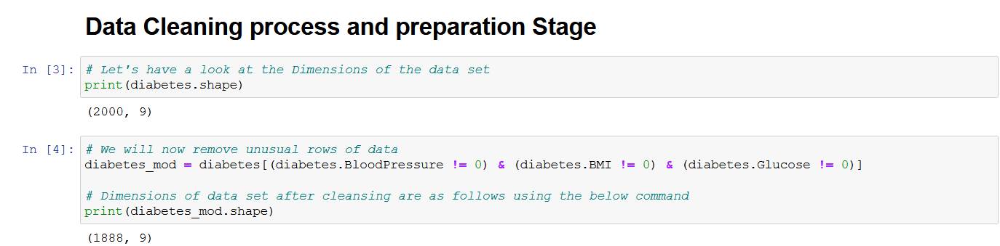 Data Cleaning process and preparation Stage
In [3]: # Let's have a look at the Dimensions of the data set
print(diabetes.shape)
(2000, 9)
In [4]: # We will now remove unusual rows of data
diabetes_mod = diabetes[(diabetes.BloodPressure != 0) & (diabetes.BMI != 0) & (diabetes.Glucose != 0)]
# Dimensions of data set after cleansing are as follows using the below command
print(diabetes_mod.shape)
(1888, 9)